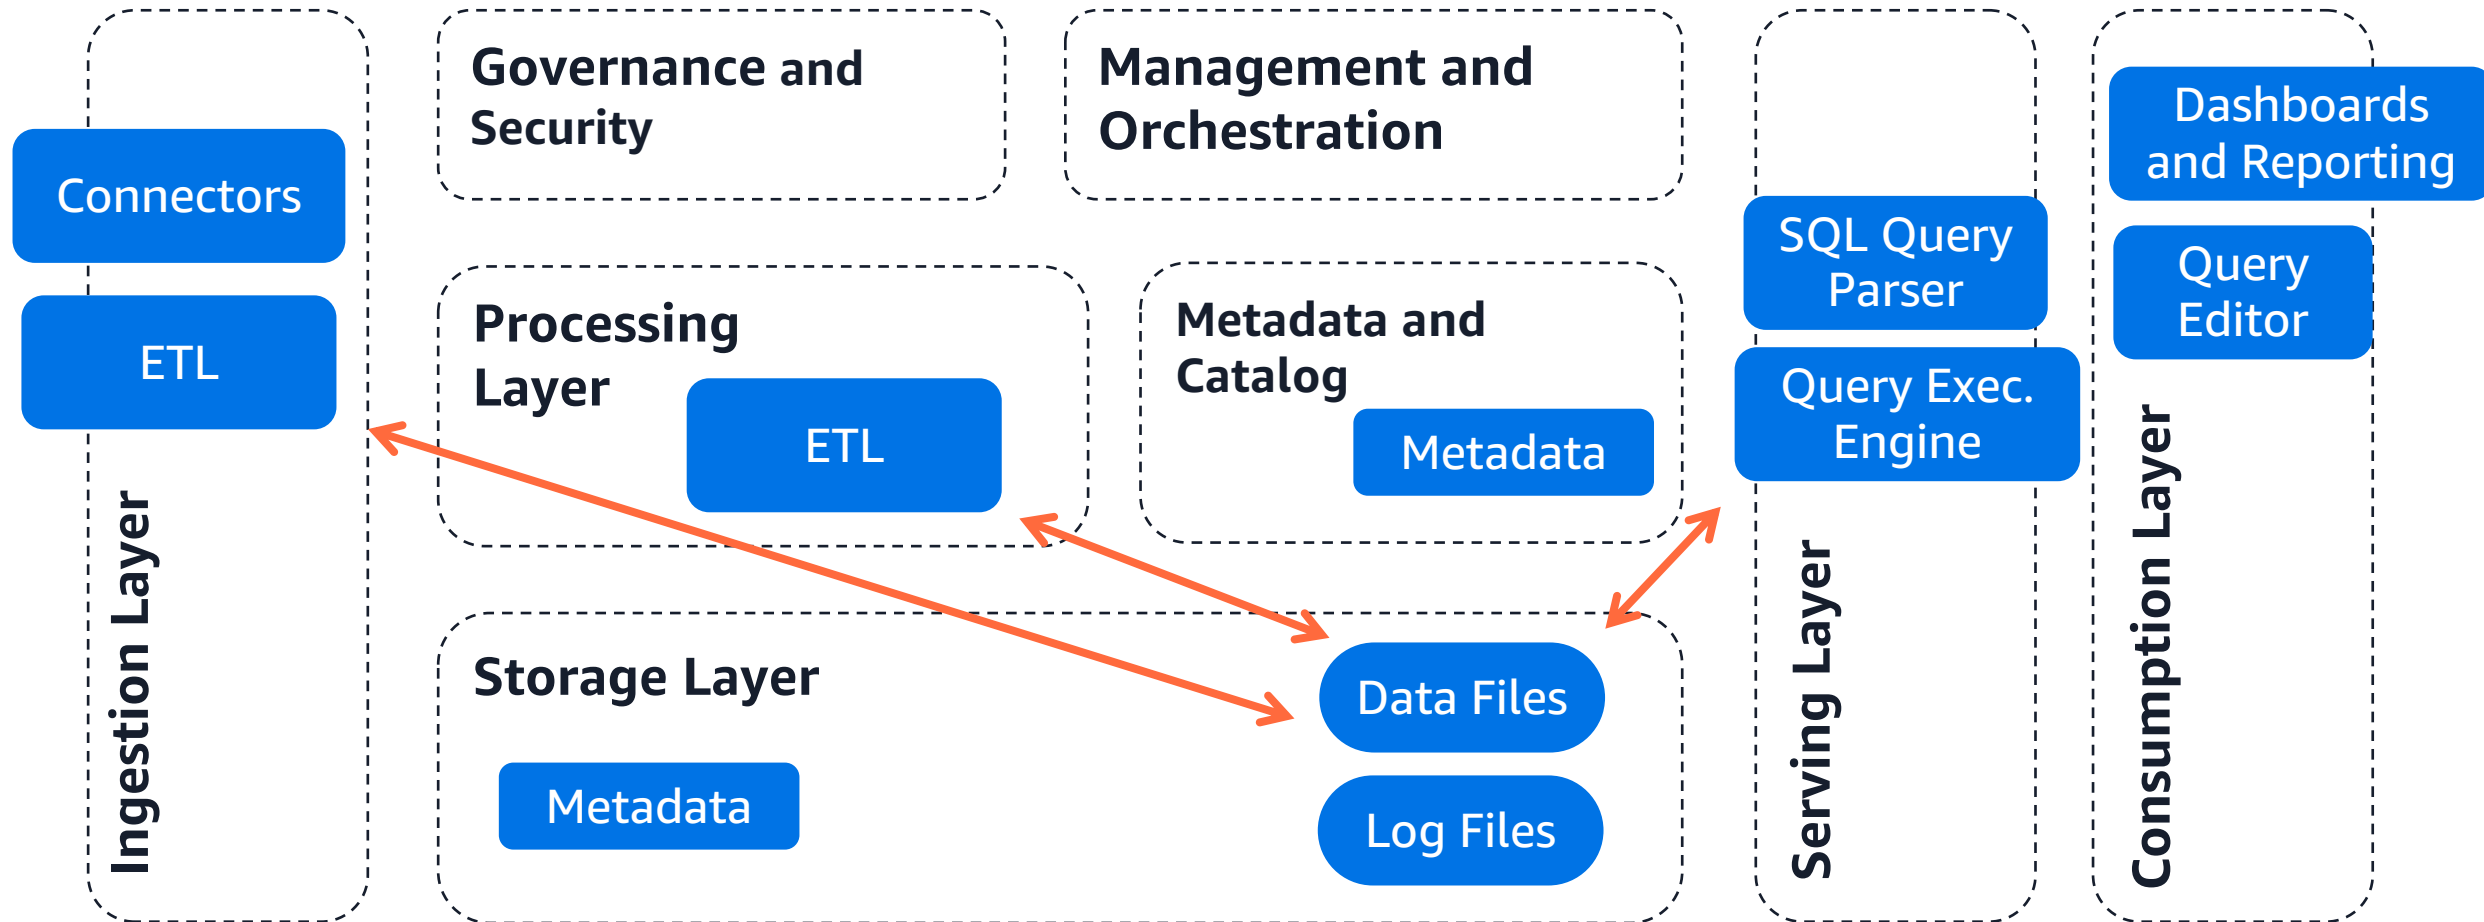 Connectors
ETL
Ingestion Layer
Governance and
Security
Management and
Orchestration
Processing
Layer
ETL
Metadata and
Catalog
Metadata
Storage Layer
Metadata
Data Files
Log Files
SQL Query
Parser
Query Exec.
Engine
Serving Layer
Dashboards
and Reporting
Query
Editor
Consumption Layer